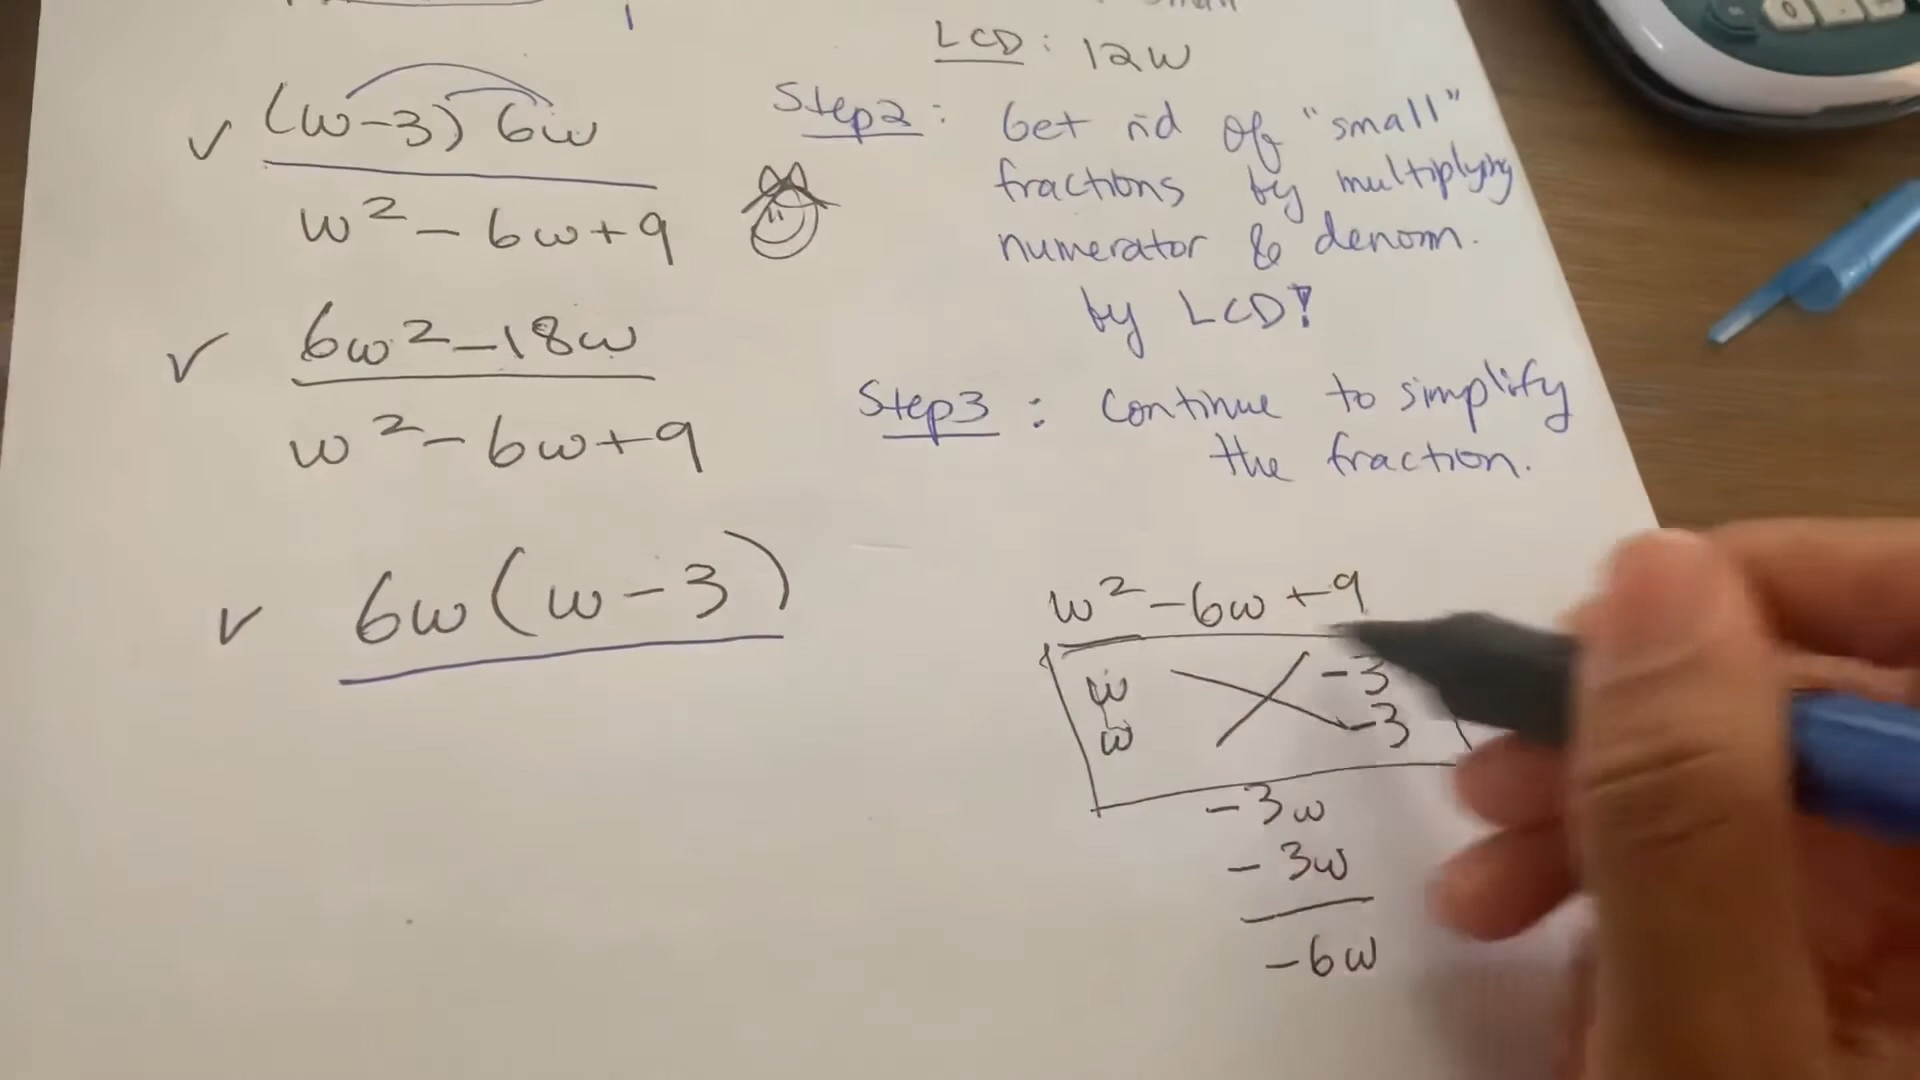 LCD: 12w
(w-3) 6w
w² - 6w + 9
6w² - 18w
w² - 6w + 9
6w(w-3)
Step2: Get rid of "small"
fractions by multiplying
numerator & denom.
by LCD!
Step3: Continue to simplify
the fraction.
w² - 6w + 9
w -3
w -3
-3w
-3w
-6w